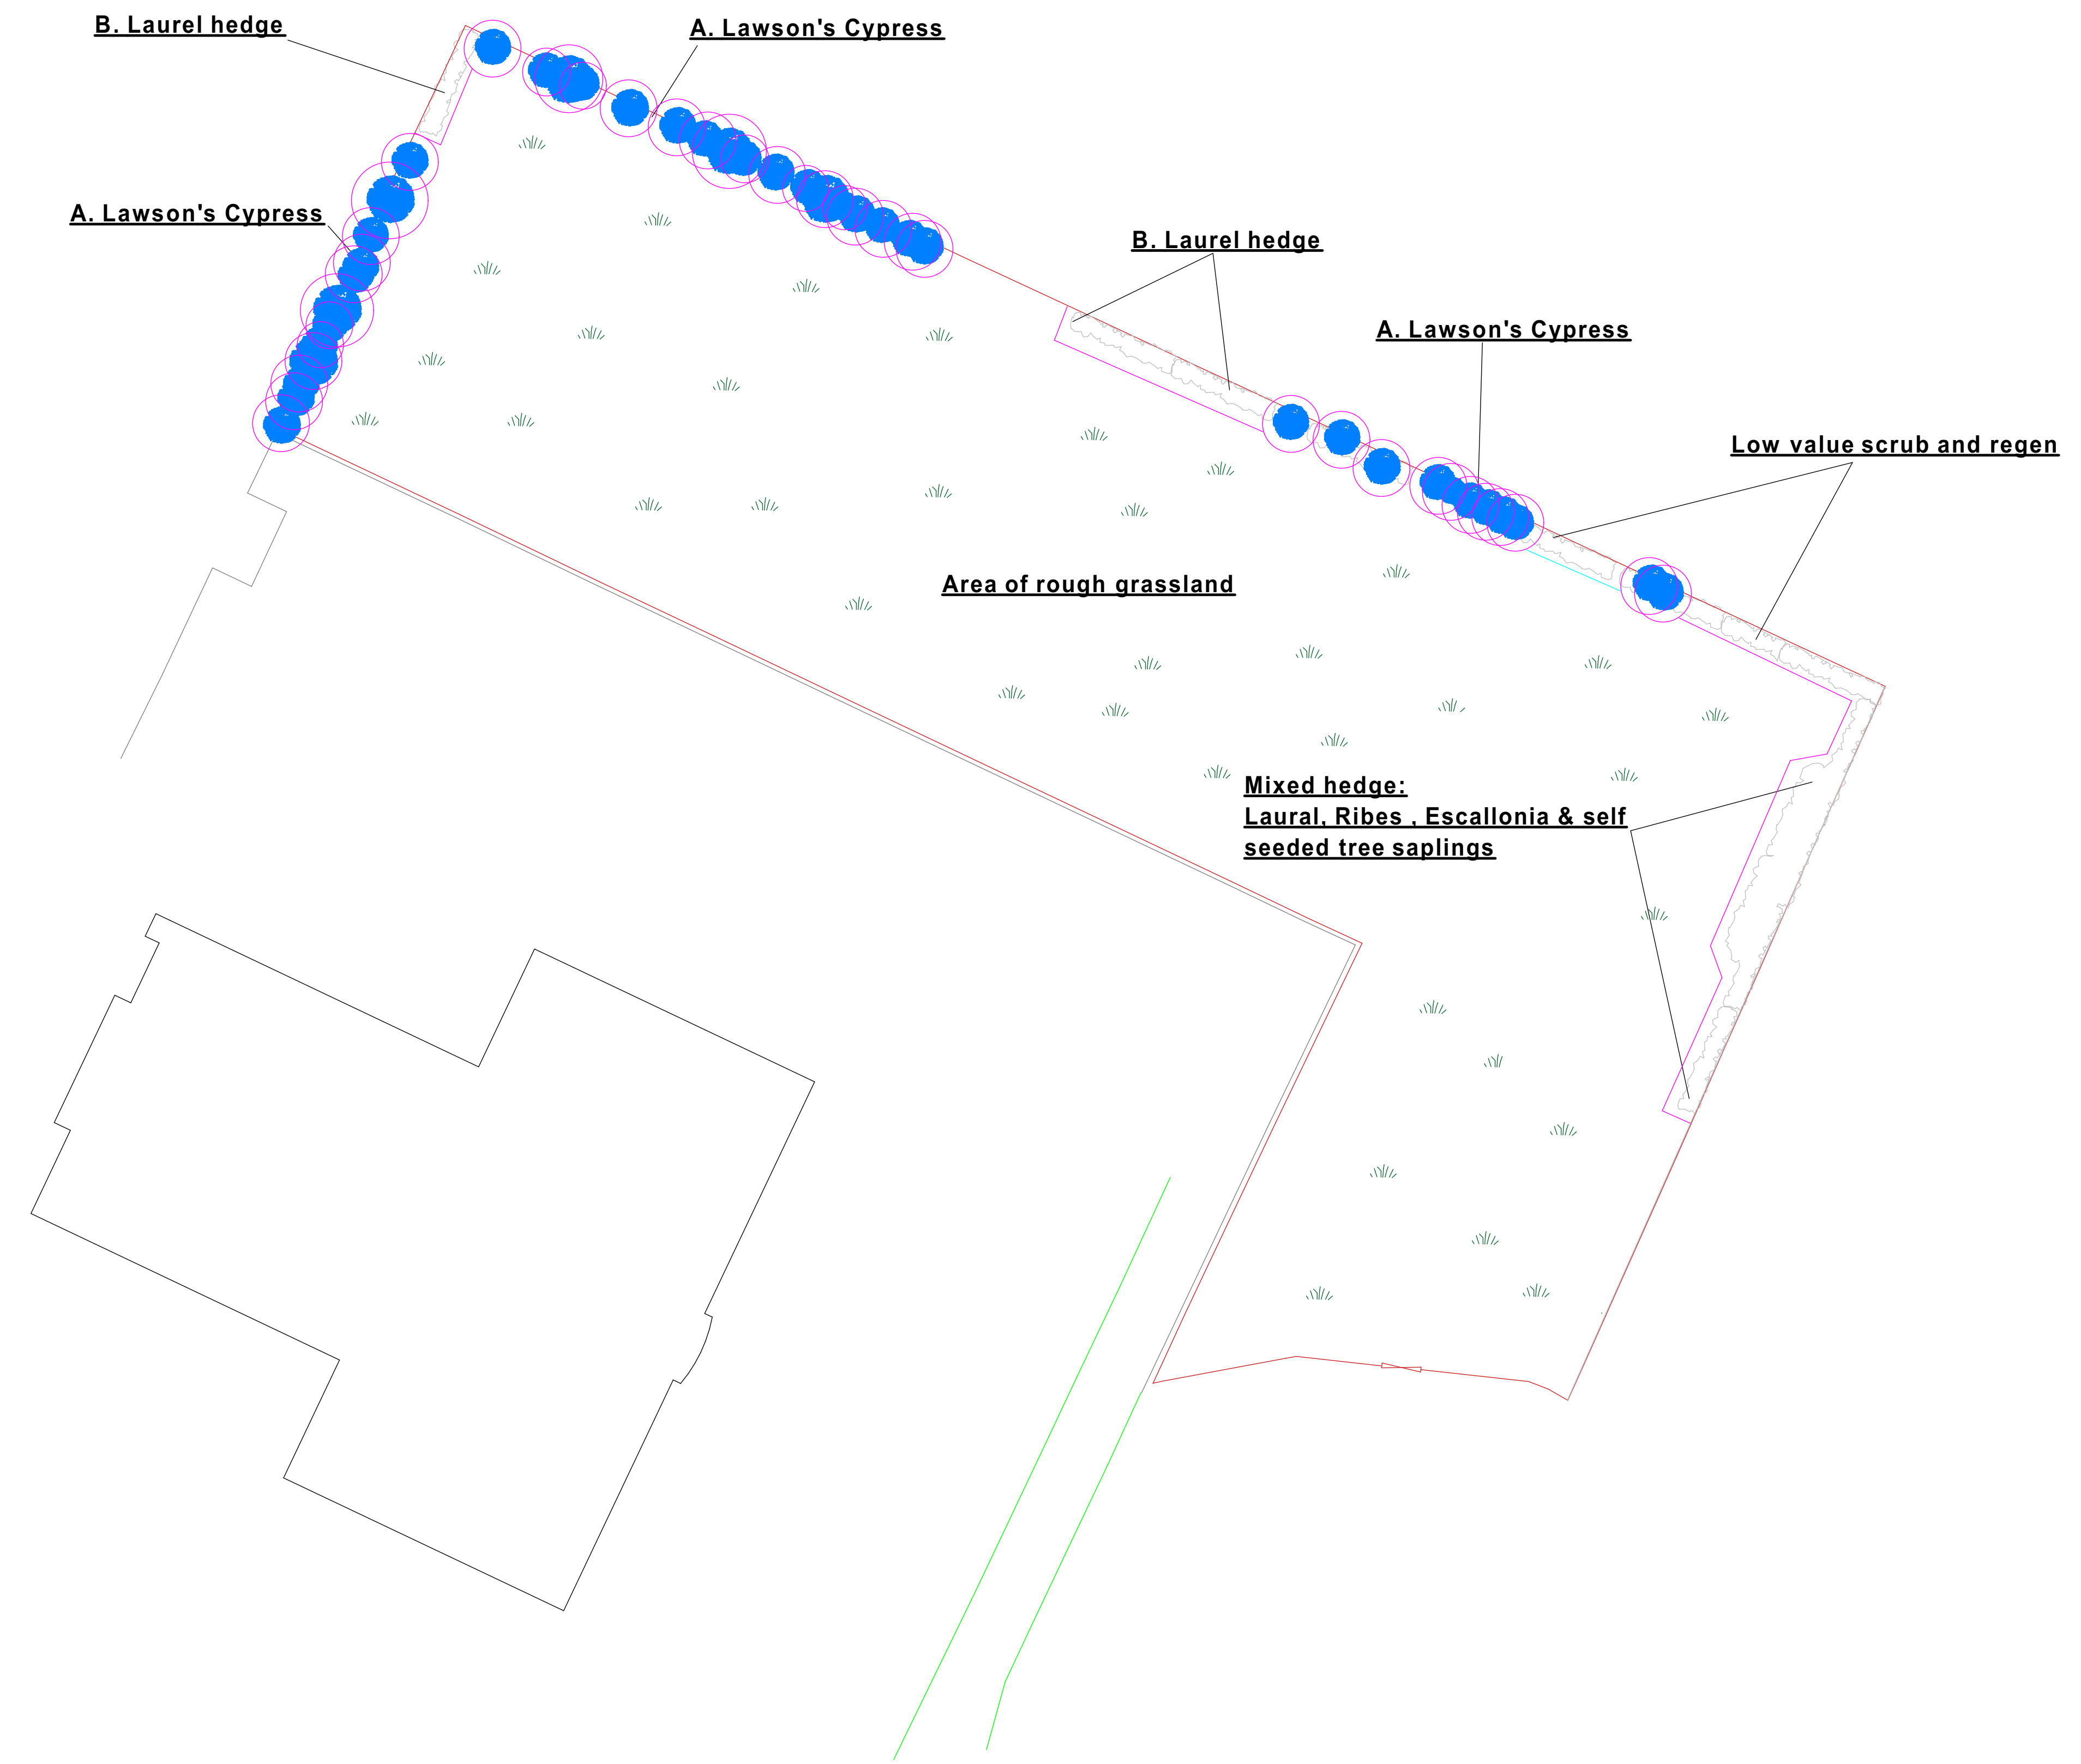 B. Laurel hedge
A. Lawson's Cypress
A. Lawson's Cypress
B. Laurel hedge
A. Lawson's Cypress
Low value scrub and regen
Area of rough grassland
Mixed hedge:
Laural, Ribes , Escallonia & self
seeded tree saplings